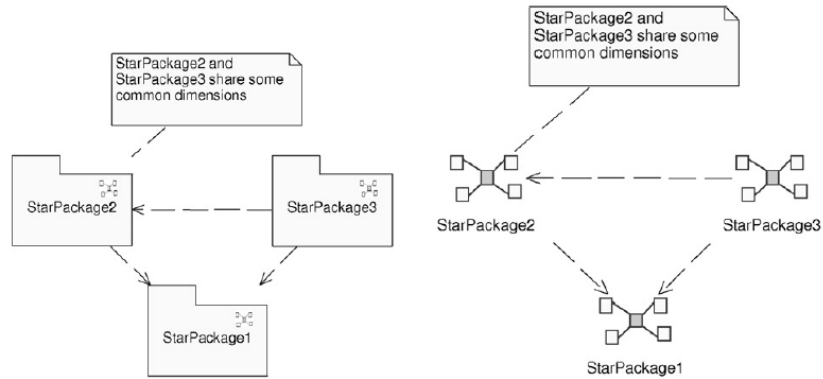 StarPackage2 and
StarPackage3 share some
common dimensions
StarPackage2
StarPackage3
StarPackage1
StarPackage2 and
StarPackage3 share some
common dimensions
StarPackage2
StarPackage3
StarPackage1